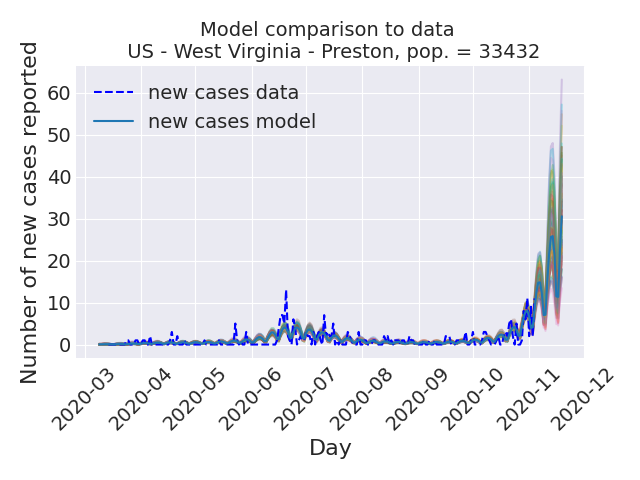 Model comparison to data
US - West Virginia - Preston, pop. = 33432
Number of new cases reported
60
50
40
30
20
10
0
new cases data
new cases model
2020-03
2020-04
2020-05
2020-06
2020-07
2020-08
2020-09
2020-10
2020-11
2020-12
Day